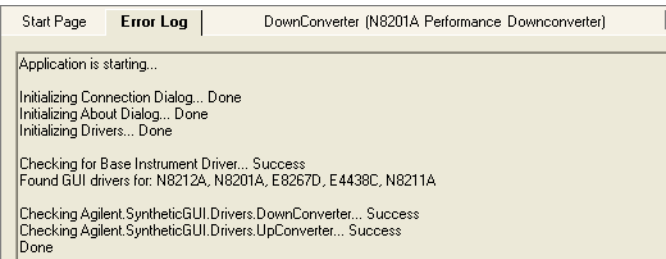 Start Page Error Log DownConverter (N8201A Performance Downconverter)
Application is starting...
Initializing Connection Dialog... Done
Initializing About Dialog... Done
Initializing Drivers... Done
Checking for Base Instrument Driver... Success
Found GUI drivers for: N8212A, N8201A, E8267D, E4438C, N8211A
Checking Agilent.SyntheticGUI.Drivers.DownConverter... Success
Checking Agilent.SyntheticGUI.Drivers.UpConverter... Success
Done